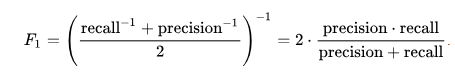 F₁ = ( (recall⁻¹ + precision⁻¹) / 2 )⁻¹ = 2 · (precision · recall) / (precision + recall) .